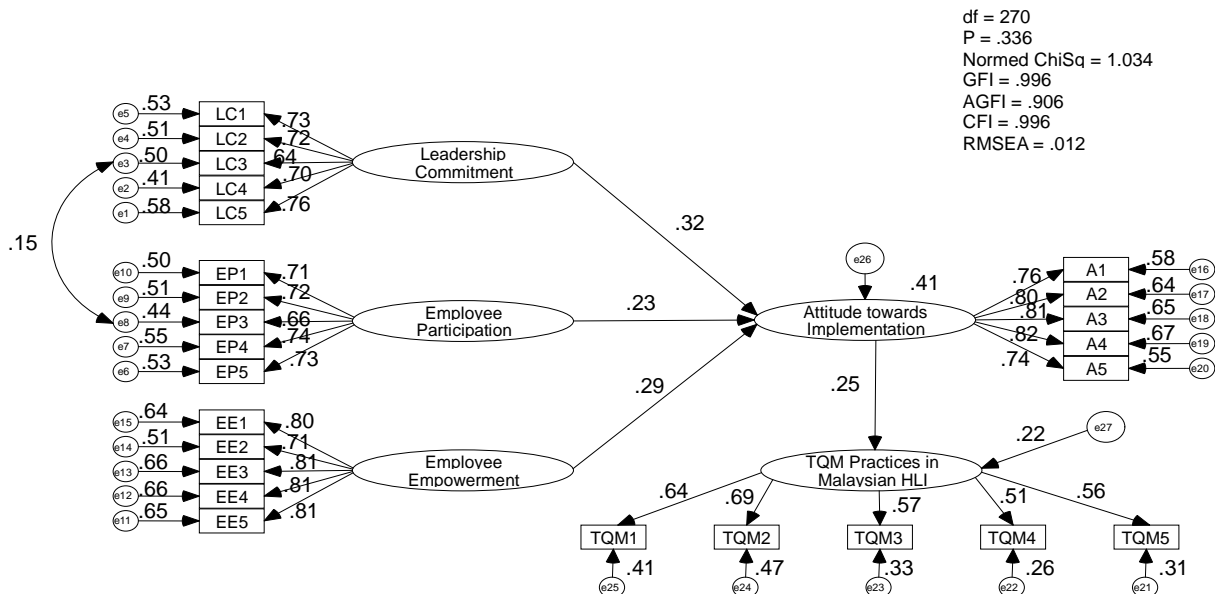 df = 270
P = .336
Normed ChiSq = 1.034
GFI = .996
AGFI = .906
CFI = .996
RMSEA = .012
e5 .53 LC1 .73
e4 .51 LC2 .72
e3 .50 LC3 .64
e2 .41 LC4 .70
e1 .58 LC5 .76
Leadership
Commitment
.15
.32
e10 .50 EP1 .71
e9 .51 EP2 .72
e8 .44 EP3 .66
e7 .55 EP4 .74
e6 .53 EP5 .73
Employee
Participation
.23
e26
.41
Attitude towards
Implementation
.76 A1 .58 e16
.80 A2 .64 e17
.81 A3 .65 e18
.82 A4 .67 e19
.74 A5 .55 e20
.29
.25
e15 .64 EE1 .80
e14 .51 EE2 .71
e13 .66 EE3 .81
e12 .66 EE4 .81
e11 .65 EE5 .81
Employee
Empowerment
.22 e27
TQM Practices in
Malaysian HLI
.64 .69 .57 .51 .56
TQM1 TQM2 TQM3 TQM4 TQM5
.41 .47 .33 .26 .31
e25 e24 e23 e22 e21